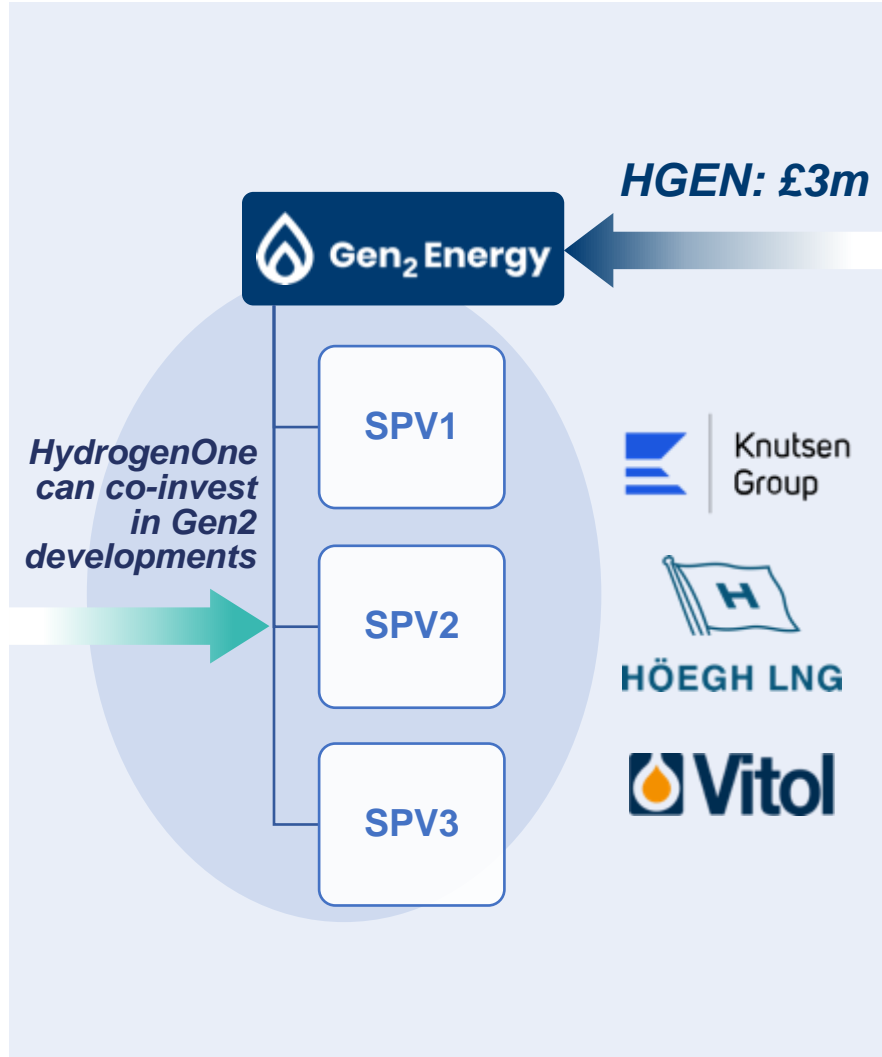 HGEN: £3m
Gen₂ Energy
SPV1
HydrogenOne
can co-invest
in Gen2
developments
Knutsen
Group
SPV2
H
HÖEGH LNG
SPV3
Vitol